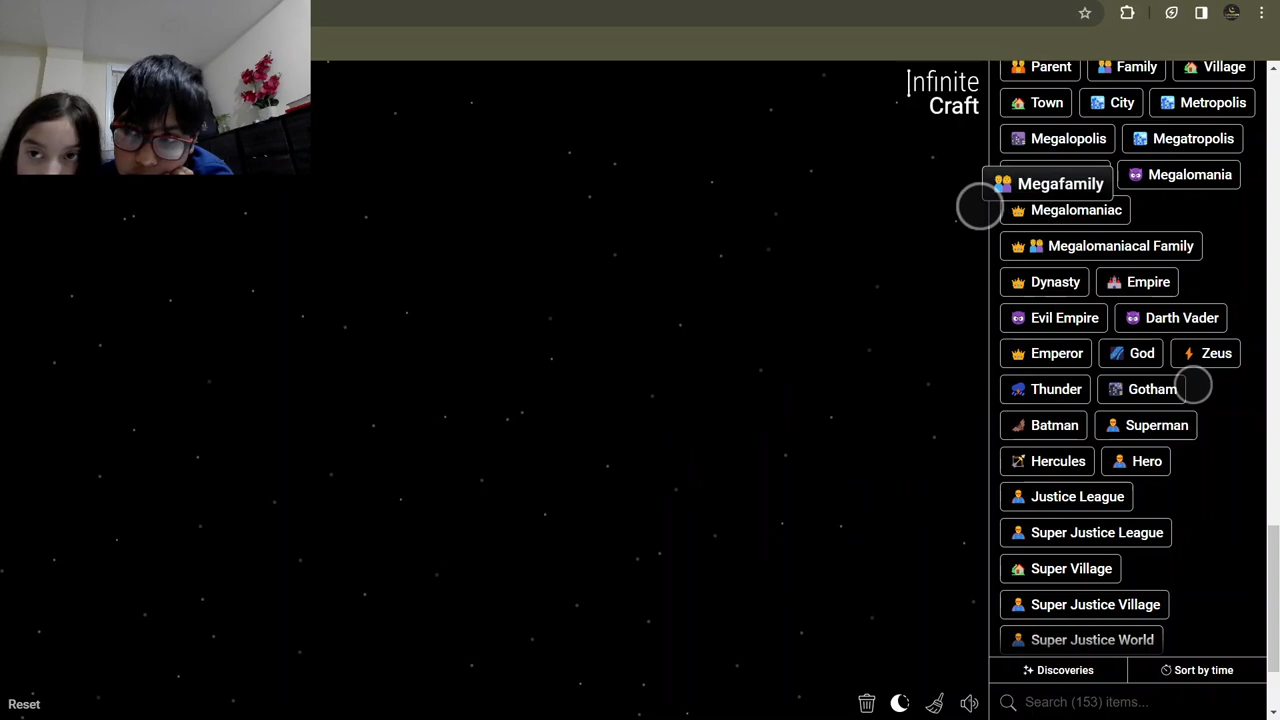 Infinite
Craft
Parent Family Village
Town City Metropolis
Megalopolis Megatropolis
Megafamily Megalomania
Megalomaniac
Megalomaniacal Family
Dynasty Empire
Evil Empire Darth Vader
Emperor God Zeus
Thunder Gotham
Batman Superman
Hercules Hero
Justice League
Super Justice League
Super Village
Super Justice Village
Super Justice World
Discoveries Sort by time
Reset Search (153) items...